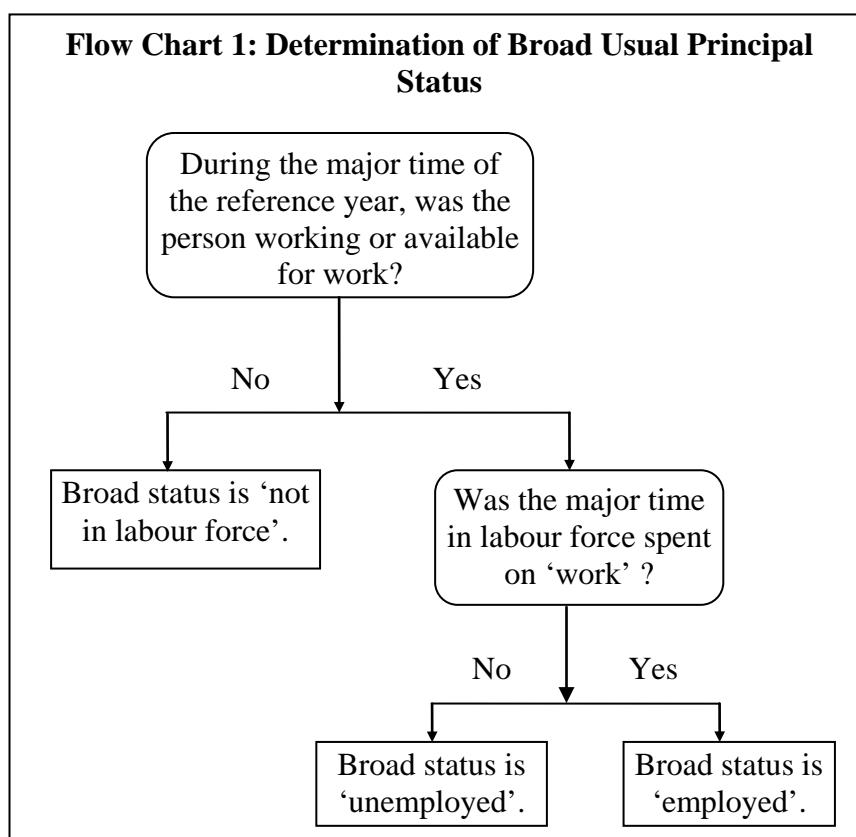 Flow Chart 1: Determination of Broad Usual Principal
Status
During the major time of
the reference year, was the
person working or available
for work?
No Yes
Broad status is ‘not
in labour force’.
Was the major time
in labour force spent
on ‘work’ ?
No Yes
Broad status is
‘unemployed’.
Broad status is
‘employed’.